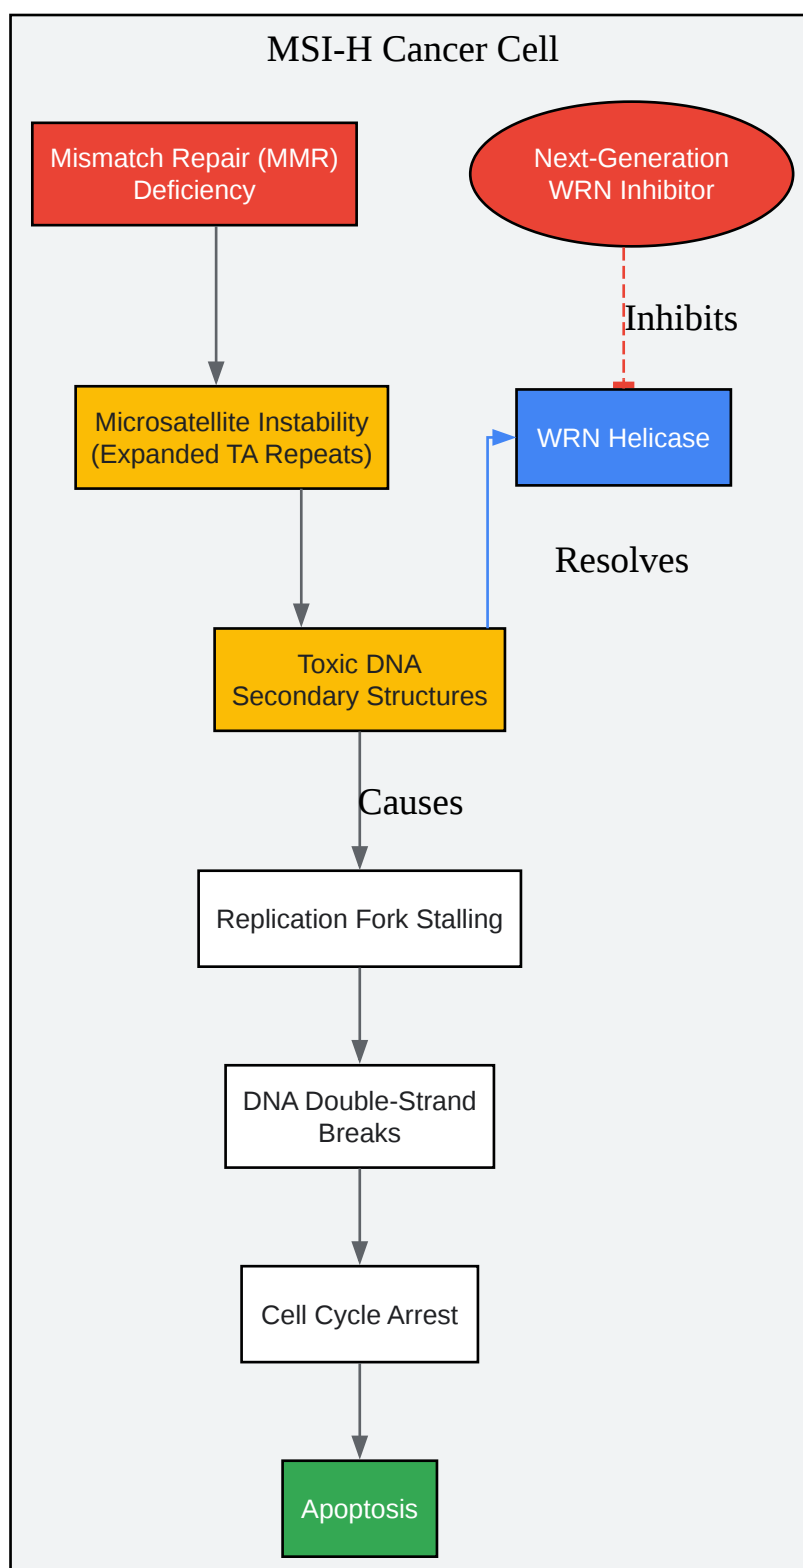 MSI-H Cancer Cell
Mismatch Repair (MMR)
Deficiency
Next-Generation
WRN Inhibitor
Inhibits
Microsatellite Instability
(Expanded TA Repeats)
WRN Helicase
Resolves
Toxic DNA
Secondary Structures
Causes
Replication Fork Stalling
DNA Double-Strand
Breaks
Cell Cycle Arrest
Apoptosis